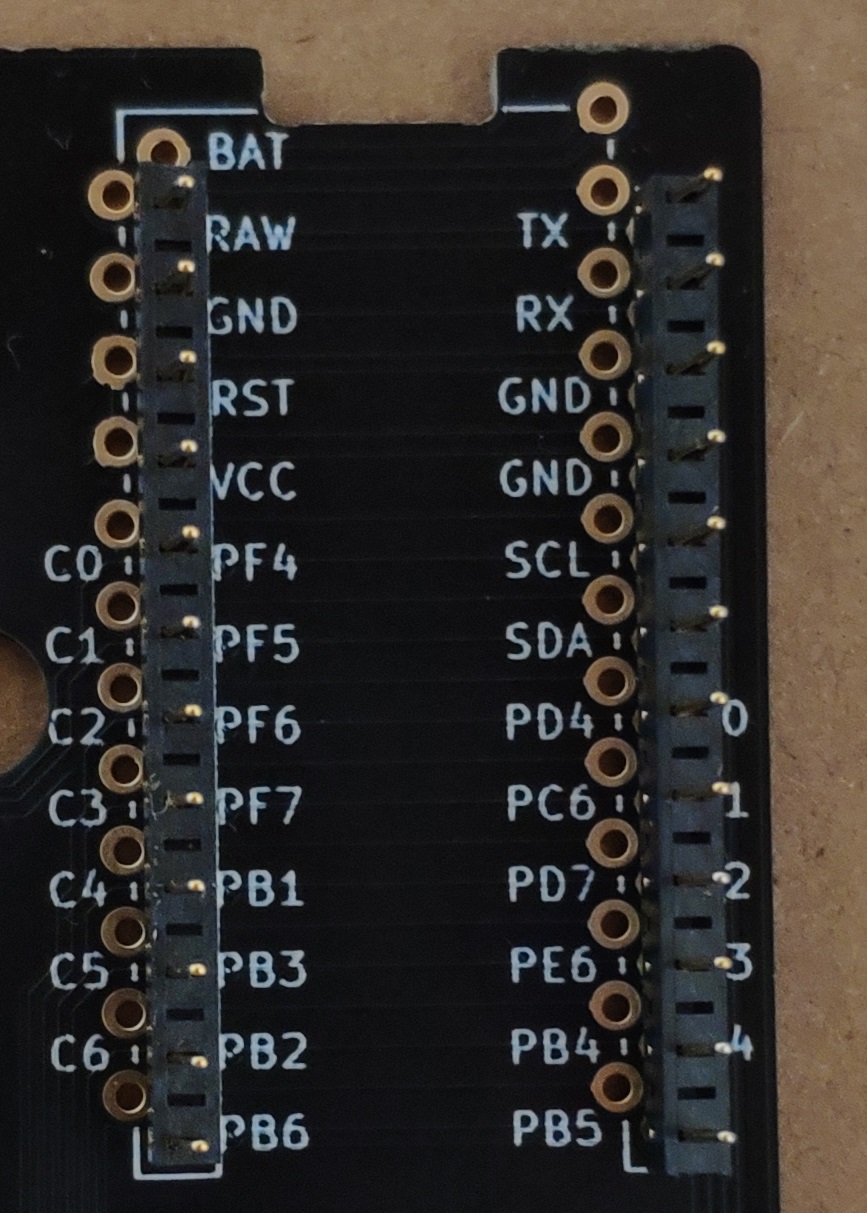 BAT
RAW TX
GND RX
RST GND
VCC GND
C0 PF4 SCL
C1 PF5 SDA
C2 PF6 PD4 0
C3 PF7 PC6 1
C4 PB1 PD7 2
C5 PB3 PE6 3
C6 PB2 PB4 4
PB6 PB5